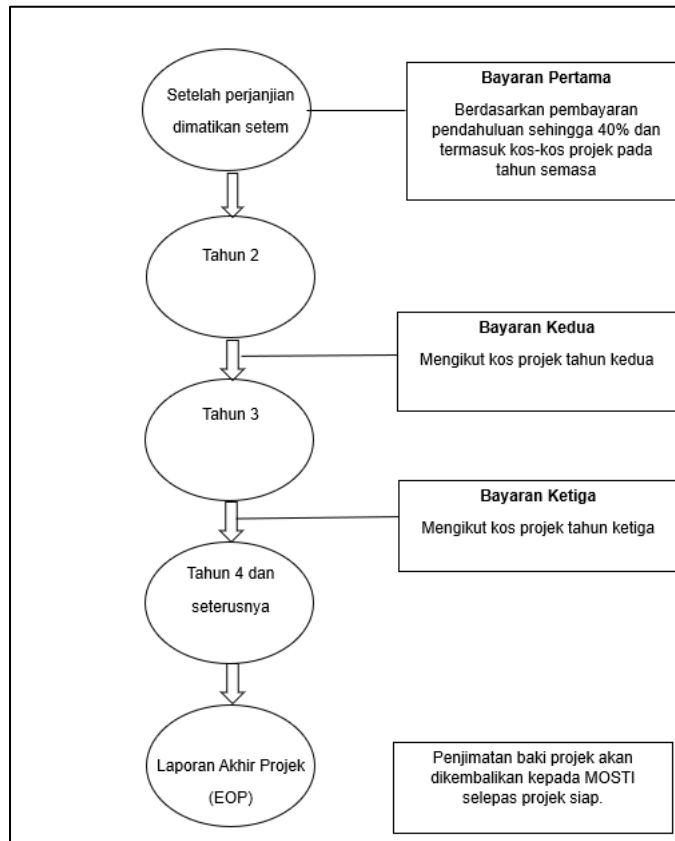 Setelah perjanjian
dimatikan setem
Bayaran Pertama
Berdasarkan pembayaran
pendahuluan sehingga 40% dan
termasuk kos-kos projek pada
tahun semasa
Tahun 2
Bayaran Kedua
Mengikut kos projek tahun kedua
Tahun 3
Bayaran Ketiga
Mengikut kos projek tahun ketiga
Tahun 4 dan
seterusnya
Laporan Akhir Projek
(EOP)
Penjimatan baki projek akan
dikembalikan kepada MOSTI
selepas projek siap.